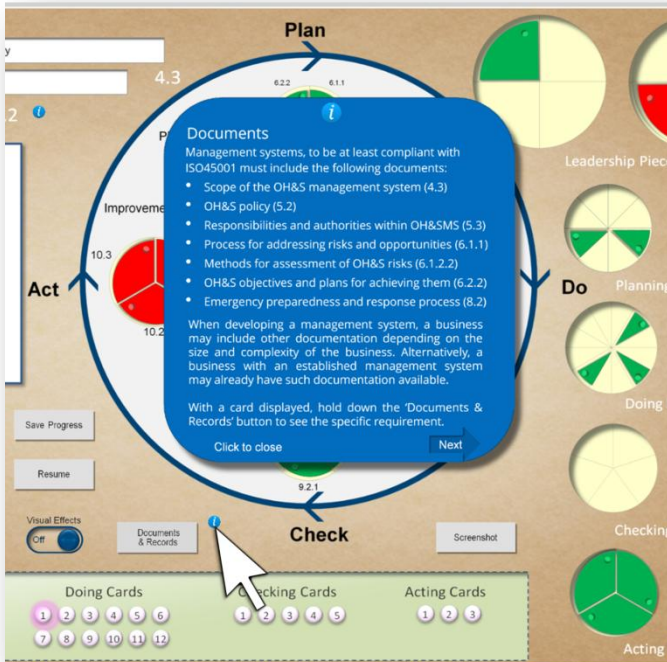 Plan
y
4.3
6.2.2 6.1.1
.2
Documents
Management systems, to be at least compliant with
ISO45001 must include the following documents:
• Scope of the OH&S management system (4.3)
• OH&S policy (5.2)
• Responsibilities and authorities within OH&SMS (5.3)
• Process for addressing risks and opportunities (6.1.1)
• Methods for assessment of OH&S risks (6.1.2.2)
• OH&S objectives and plans for achieving them (6.2.2)
• Emergency preparedness and response process (8.2)
When developing a management system, a business
may include other documentation depending on the
size and complexity of the business. Alternatively, a
business with an established management system
may already have such documentation available.
With a card displayed, hold down the 'Documents &
Records' button to see the specific requirement.
Click to close
Next
P
Improveme
10.3
10.2
Act
Do
9.2.1
Check
Leadership Piec
Planning
Doing
Checking
Acting
Save Progress
Resume
Visual Effects
Off
Documents
& Records
Screenshot
Doing Cards
1 2 3 4 5 6
7 8 9 10 11 12
Checking Cards
1 2 3 4 5
Acting Cards
1 2 3